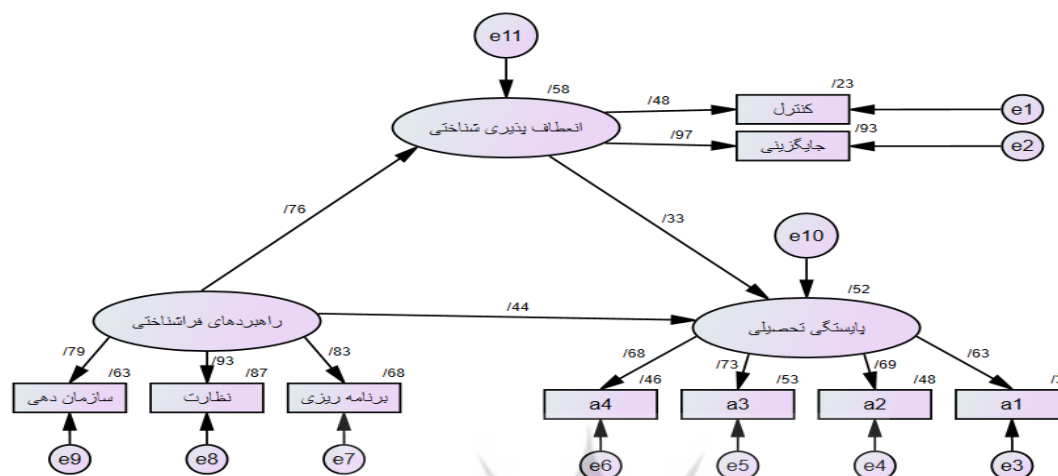 e11
/58
انعطاف پذیری شناختی
/48
/23
کنترل
e1
/97
/93
جایگزینی
e2
/76
/33
e10
/52
پایستگی تحصیلی
راهبردهای فراشناختی
/44
/79
/63
سازمان دهی
/93
/87
نظارت
/83
/68
برنامه ریزی
/68
/46
a4
/73
/53
a3
/69
/48
a2
/63
a1
e9
e8
e7
e6
e5
e4
e3